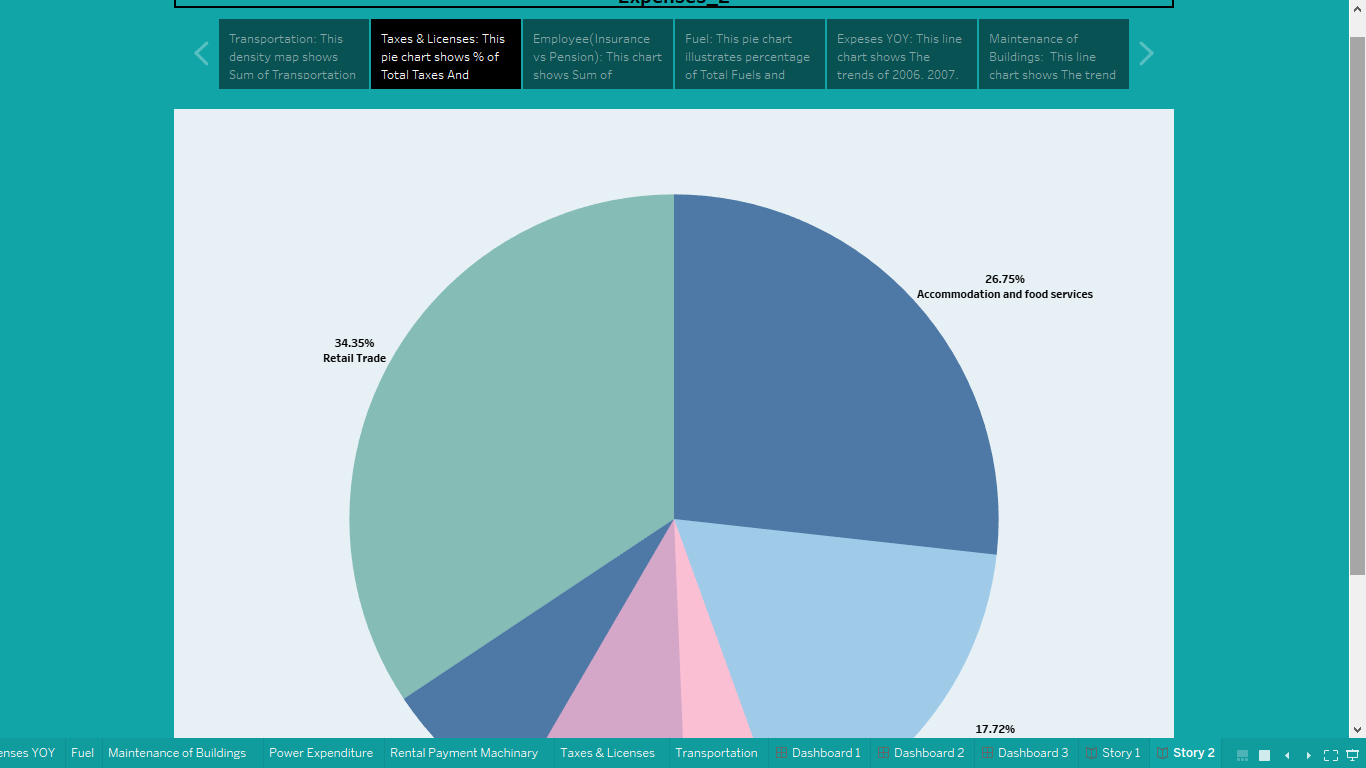 Expenses_2
Transportation: This
density map shows
Sum of Transportation
Taxes & Licenses: This
pie chart shows % of
Total Taxes And
Employee(Insurance
vs Pension): This chart
shows Sum of
Fuel: This pie chart
illustrates percentage
of Total Fuels and
Expeses YOY: This line
chart shows The
trends of 2006. 2007.
Maintenance of
Buildings: This line
chart shows The trend
26.75%
Accommodation and food services
34.35%
Retail Trade
17.72%
enses YOY
Fuel
Maintenance of Buildings
Power Expenditure
Rental Payment Machinary
Taxes & Licenses
Transportation
Dashboard 1
Dashboard 2
Dashboard 3
Story 1
Story 2